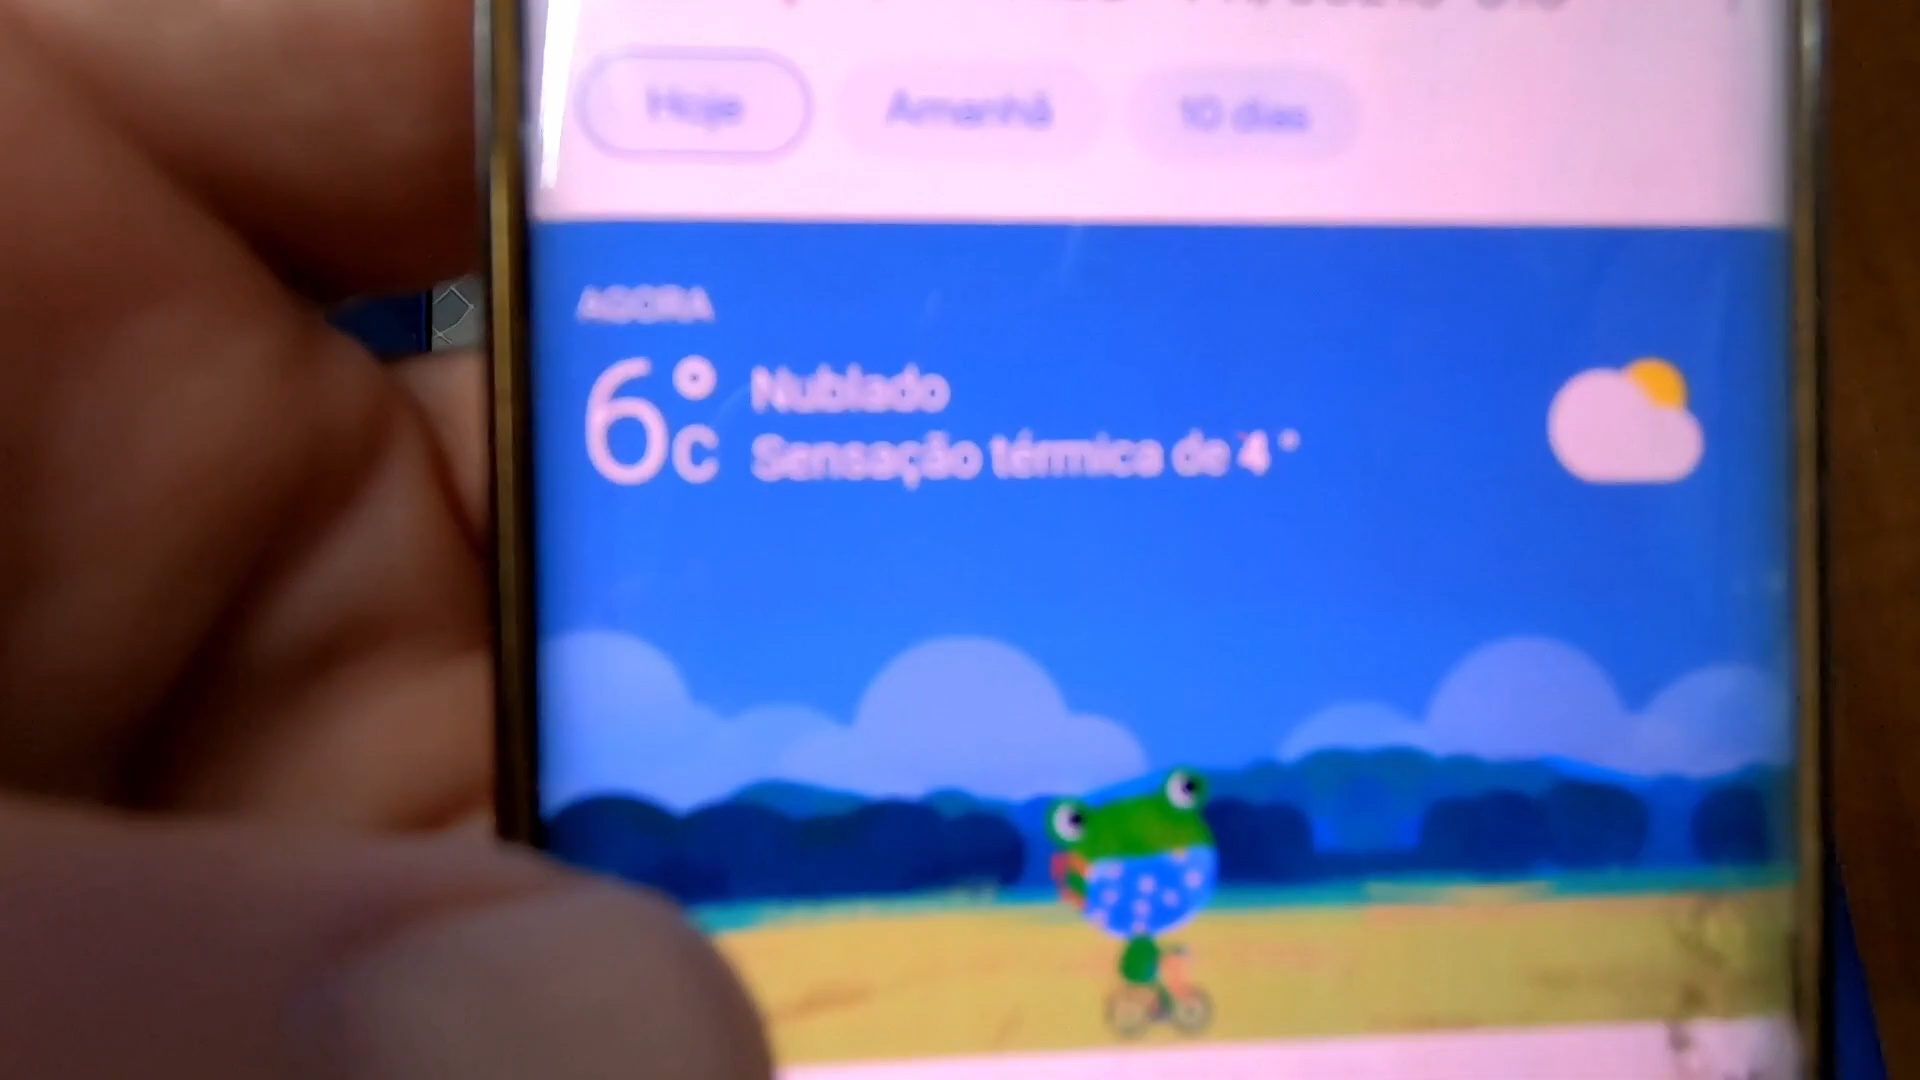 Hoje
Amanhã
10 dias
AGORA
6°C
Nublado
Sensação térmica de 4°